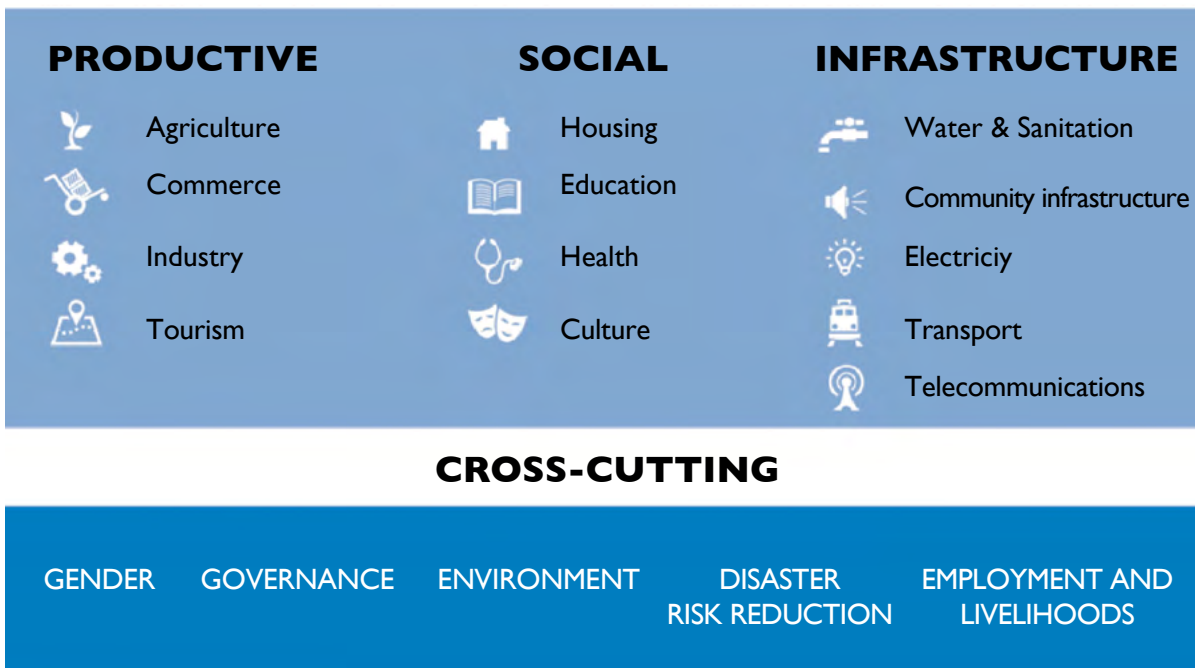 PRODUCTIVE
Agriculture
Commerce
Industry
Tourism
SOCIAL
Housing
Education
Health
Culture
INFRASTRUCTURE
Water & Sanitation
Community infrastructure
Electriciy
Transport
Telecommunications
CROSS-CUTTING
GENDER
GOVERNANCE
ENVIRONMENT
DISASTER
RISK REDUCTION
EMPLOYMENT AND
LIVELIHOODS